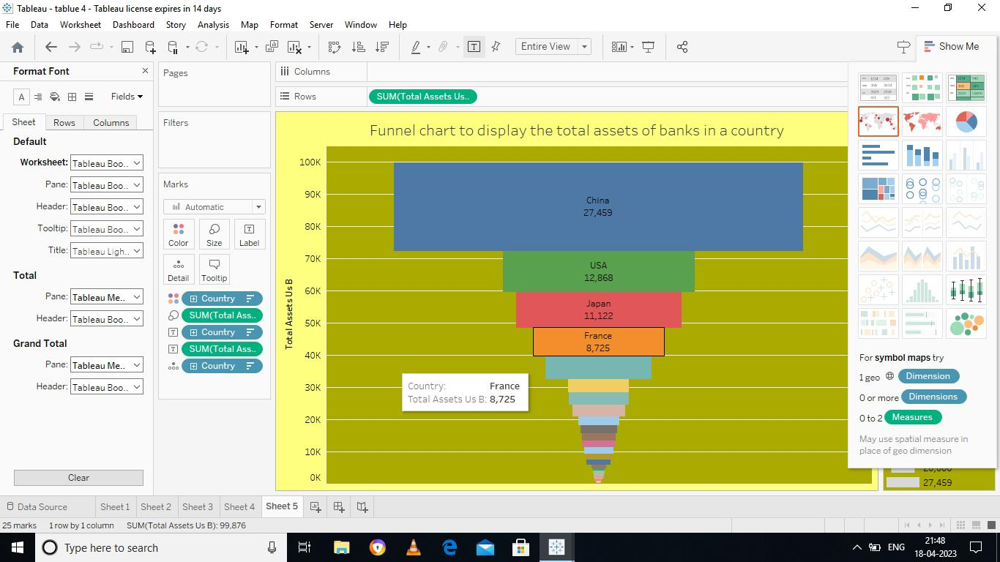 Tableau - tablue 4 - Tableau license expires in 14 days
File Data Worksheet Dashboard Story Analysis Map Format Server Window Help
Entire View
Show Me
Format Font
Fields
Sheet Rows Columns
Default
Worksheet: Tableau Boo..
Pane: Tableau Boo..
Header: Tableau Boo..
Tooltip: Tableau Boo..
Title: Tableau Ligh..
Total
Pane: Tableau Me..
Header: Tableau Boo..
Grand Total
Pane: Tableau Me..
Header: Tableau Boo..
Clear
Pages
Filters
Marks
Automatic
Color Size Label
Detail Tooltip
Country
SUM(Total Ass..
Country
SUM(Total Ass..
Country
Columns
Rows SUM(Total Assets Us..
Funnel chart to display the total assets of banks in a country
Total Assets Us B
100K
90K
80K
70K
60K
50K
40K
30K
20K
10K
0K
China
27,459
USA
12,868
Japan
11,122
France
8,725
Country: France
Total Assets Us B: 8,725
For symbol maps try
1 geo Dimension
0 or more Dimensions
0 to 2 Measures
May use spatial measure in
place of geo dimension
27,459
Data Source Sheet 1 Sheet 2 Sheet 3 Sheet 4 Sheet 5
25 marks 1 row by 1 column SUM(Total Assets Us B): 99,876
Type here to search
ENG
21:48
18-04-2023